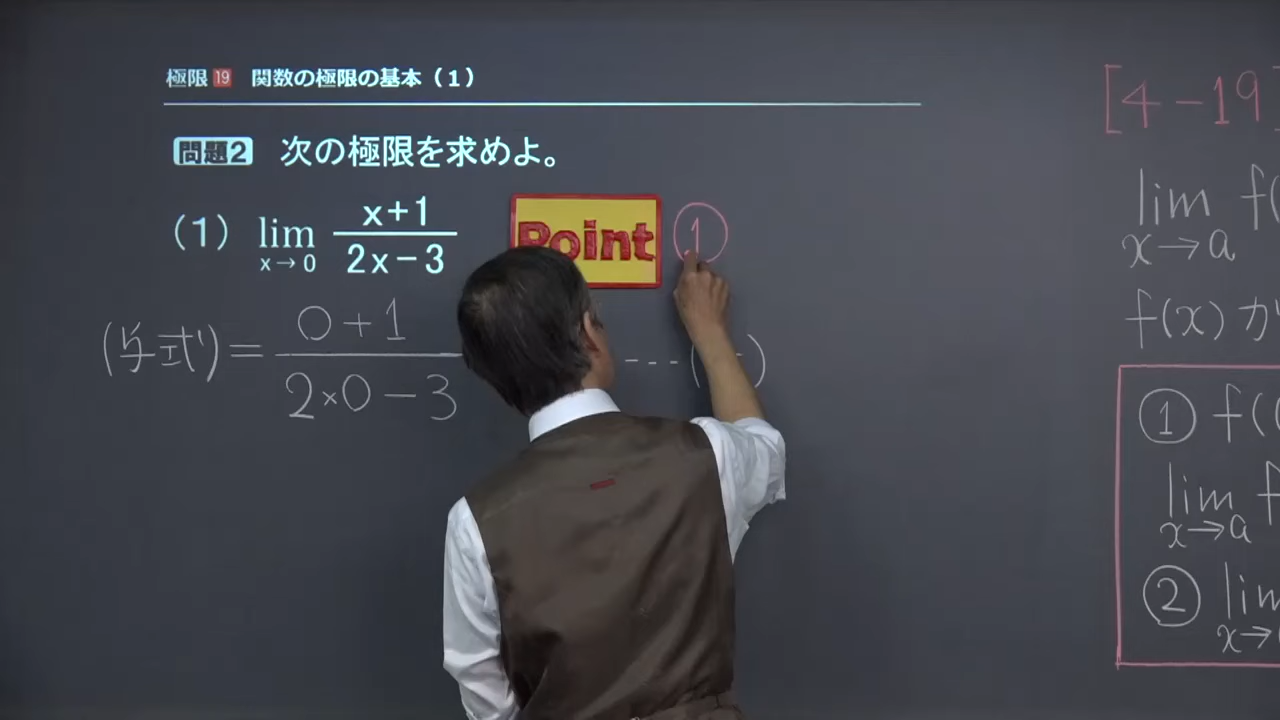 極限 19 関数の極限の基本（1）
問題2 次の極限を求めよ。
（1） lim x→0 x+1 / 2x−3
Point ①
(与式) = 0+1 / 2×0−3 ---( )
[4−19]
lim f(
x→a
f(x) が
① f(
lim f
x→a
② lim
x→